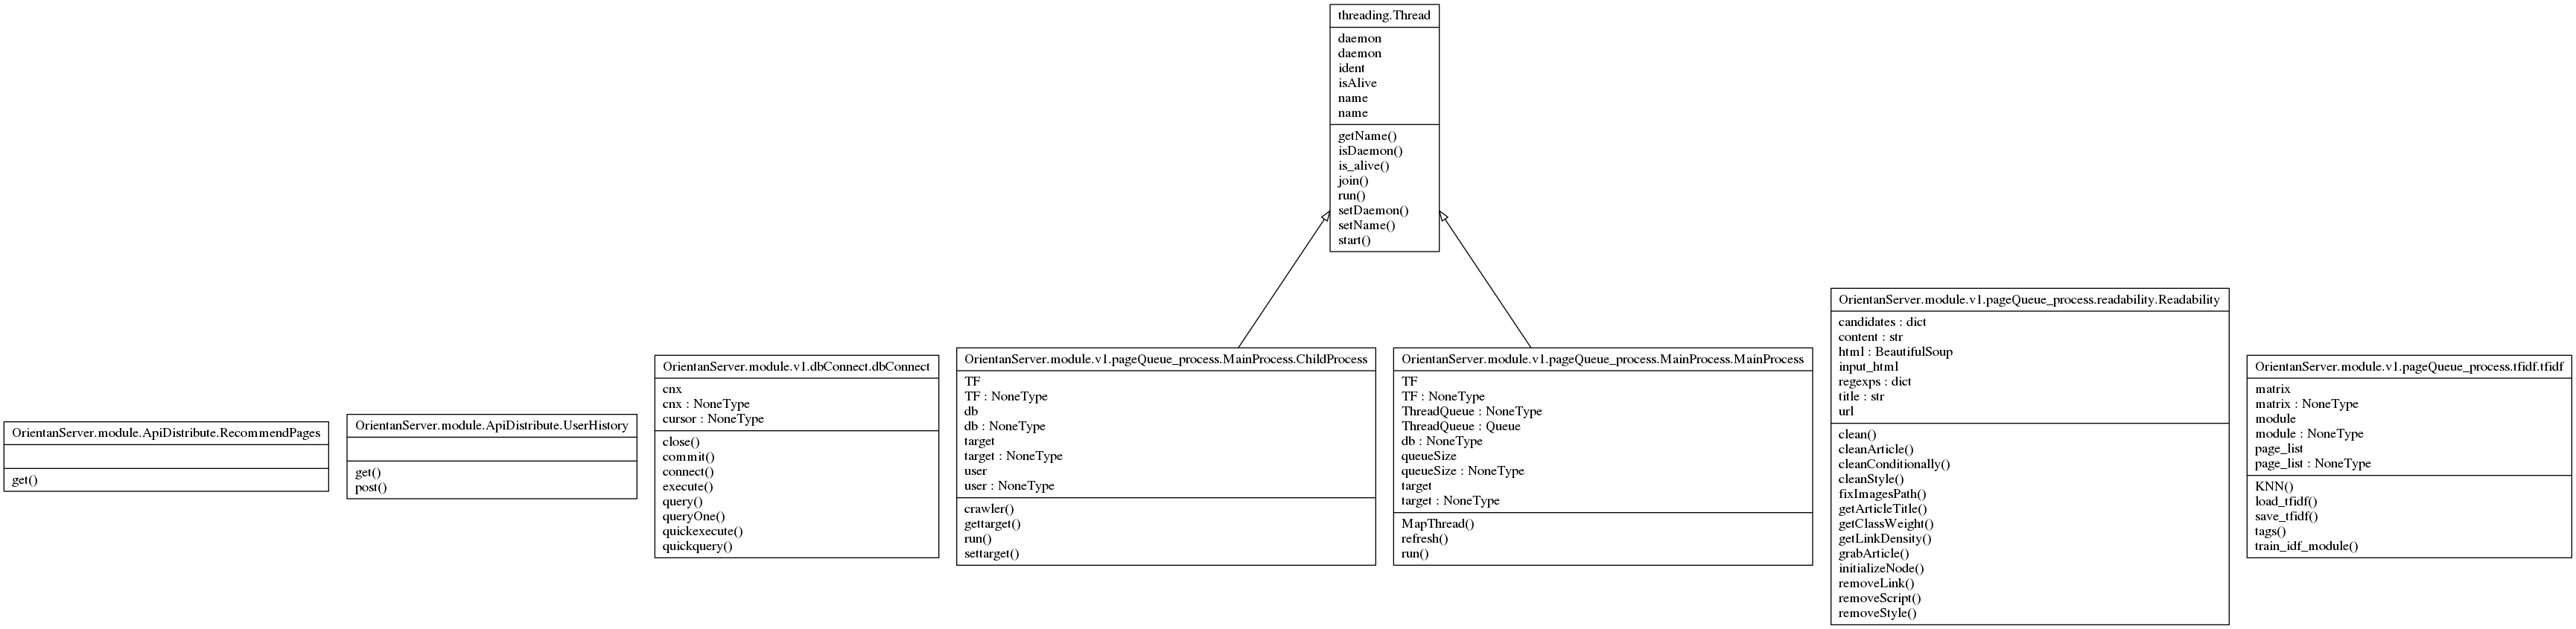 threading.Thread
daemon
daemon
ident
isAlive
name
name
getName()
isDaemon()
is_alive()
join()
run()
setDaemon()
setName()
start()
OrientanServer.module.ApiDistribute.RecommendPages
get()
OrientanServer.module.ApiDistribute.UserHistory
get()
post()
OrientanServer.module.v1.dbConnect.dbConnect
cnx
cnx : NoneType
cursor : NoneType
close()
commit()
connect()
execute()
query()
queryOne()
quickexecute()
quickquery()
OrientanServer.module.v1.pageQueue_process.MainProcess.ChildProcess
TF
TF : NoneType
db
db : NoneType
target
target : NoneType
user
user : NoneType
crawler()
gettarget()
run()
settarget()
OrientanServer.module.v1.pageQueue_process.MainProcess.MainProcess
TF
TF : NoneType
ThreadQueue : NoneType
ThreadQueue : Queue
db : NoneType
queueSize
queueSize : NoneType
target
target : NoneType
MapThread()
refresh()
run()
OrientanServer.module.v1.pageQueue_process.readability.Readability
candidates : dict
content : str
html : BeautifulSoup
input_html
regexps : dict
title : str
url
clean()
cleanArticle()
cleanConditionally()
cleanStyle()
fixImagesPath()
getArticleTitle()
getClassWeight()
getLinkDensity()
grabArticle()
initializeNode()
removeLink()
removeScript()
removeStyle()
OrientanServer.module.v1.pageQueue_process.tfidf.tfidf
matrix
matrix : NoneType
module
module : NoneType
page_list
page_list : NoneType
KNN()
load_tfidf()
save_tfidf()
tags()
train_idf_module()